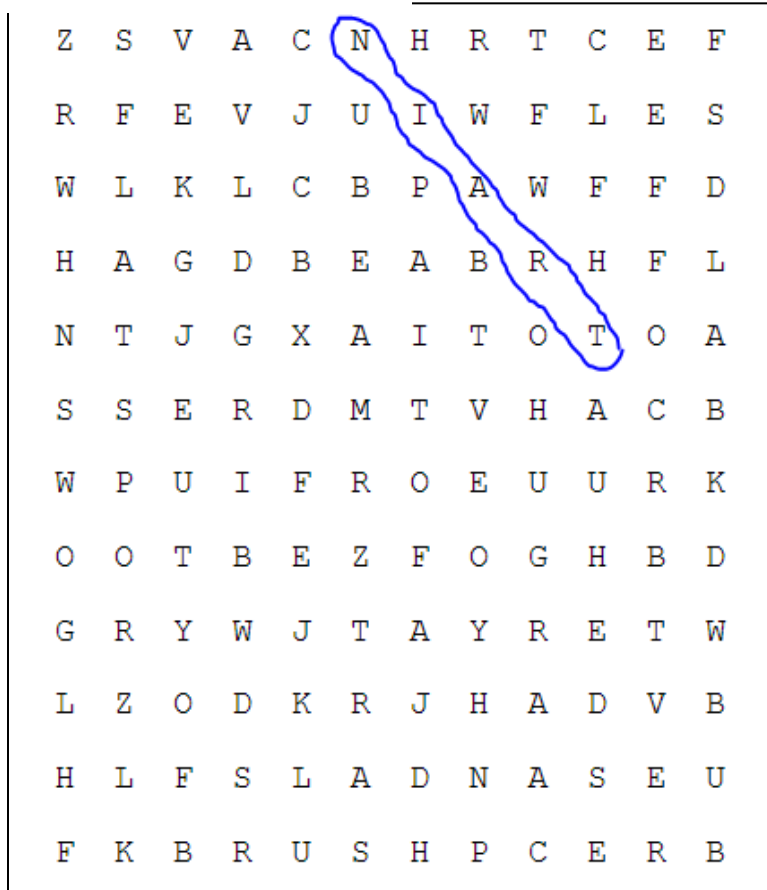 Z S V A C N H R T C E F
R F E V J U I W F L E S
W L K L C B P A W F F D
H A G D B E A B R H F L
N T J G X A I T O T O A
S S E R D M T V H A C B
W P U I F R O E U U R K
O O T B E Z F O G H B D
G R Y W J T A Y R E T W
L Z O D K R J H A D V B
H L F S L A D N A S E U
F K B R U S H P C E R B